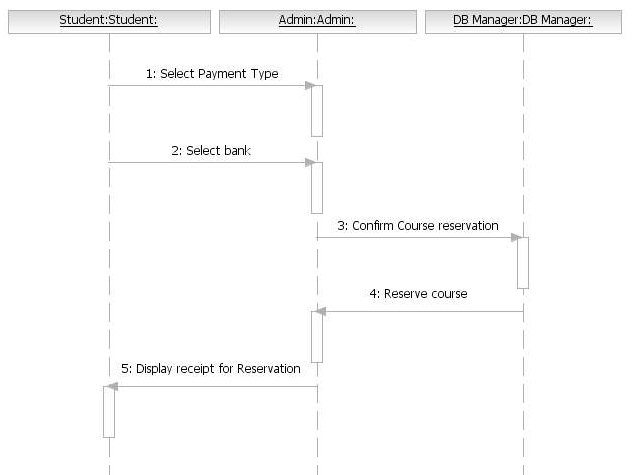 Student:Student: Admin:Admin: DB Manager:DB Manager:
1: Select Payment Type
2: Select bank
3: Confirm Course reservation
4: Reserve course
5: Display receipt for Reservation